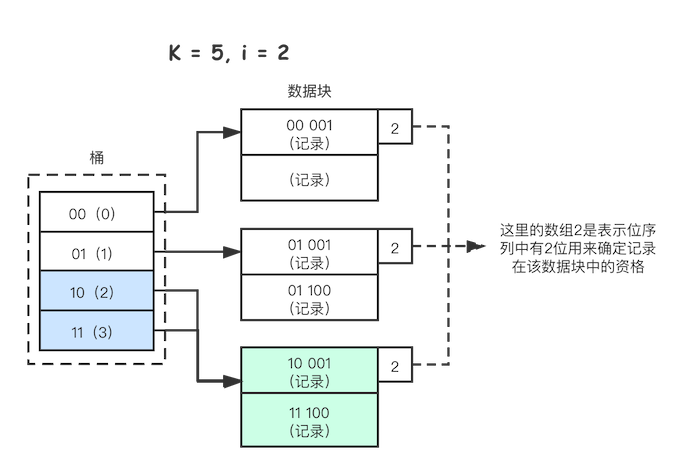 K = 5, i = 2
数据块
00 001
(记录)
2
(记录)
桶
00（0）
01（1）
10（2）
11（3）
01 001
(记录)
2
01 100
(记录)
10 001
(记录)
2
11 100
(记录)
这里的数组2是表示位序
列中有2位用来确定记录
在该数据块中的资格